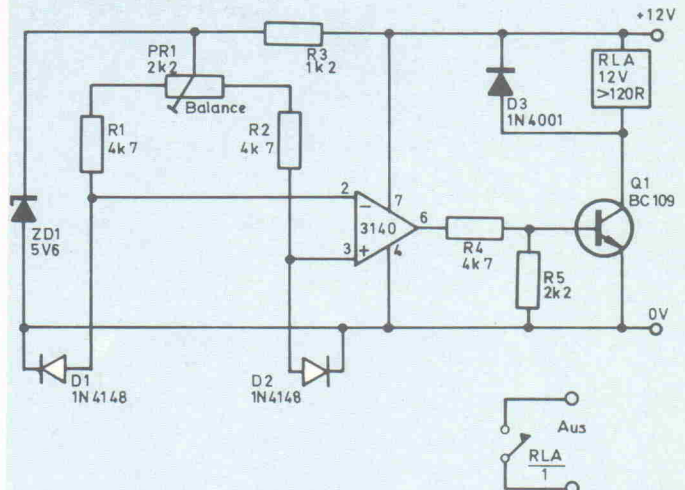 +12V
PR1
2k2
R3
1k2
Balance
RLA
12V
>120R
D3
1N4001
R1
4k7
R2
4k7
Q1
BC109
2
−
7
3140
6
3
+
4
R4
4k7
R5
2k2
ZD1
5V6
0V
D1
1N4148
D2
1N4148
Aus
RLA
1